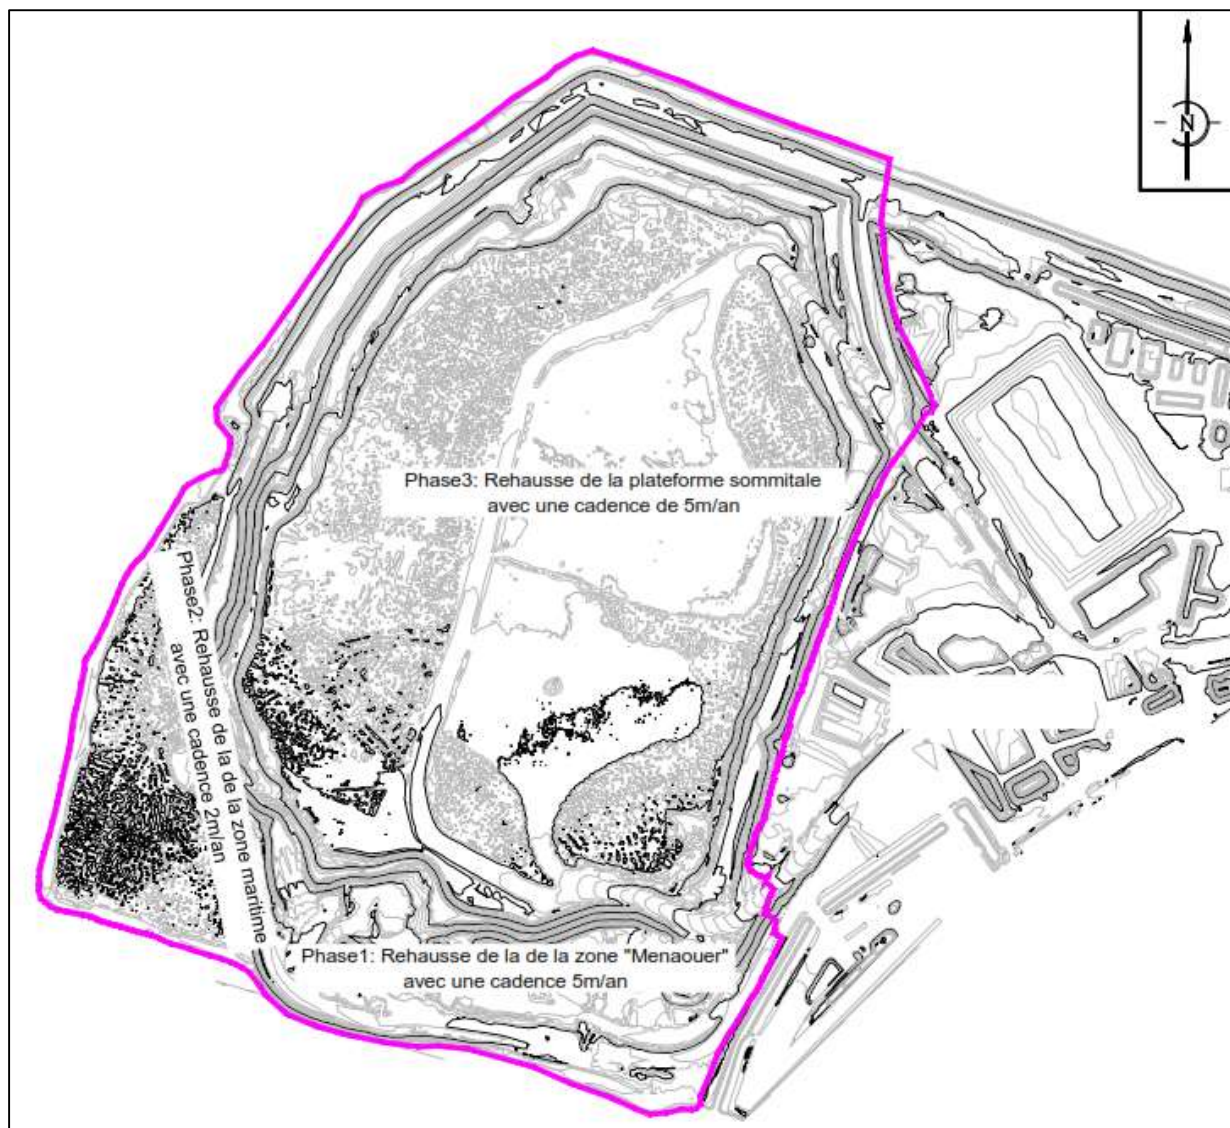 N
Phase3: Rehausse de la plateforme sommitale
avec une cadence de 5m/an
Phase2: Rehausse de la de la zone maritime
avec une cadence 2m/an
Phase1: Rehausse de la de la zone "Menaouer"
avec une cadence 5m/an